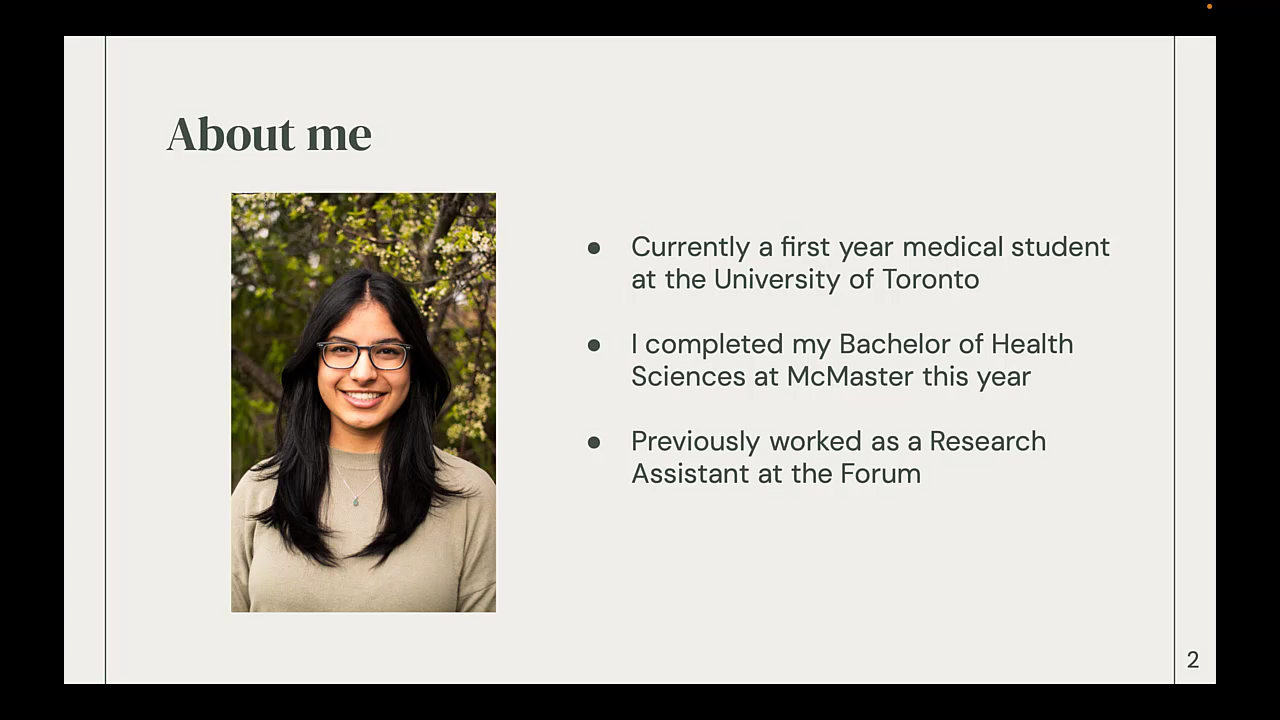 About me
● Currently a first year medical student
at the University of Toronto
● I completed my Bachelor of Health
Sciences at McMaster this year
● Previously worked as a Research
Assistant at the Forum
2